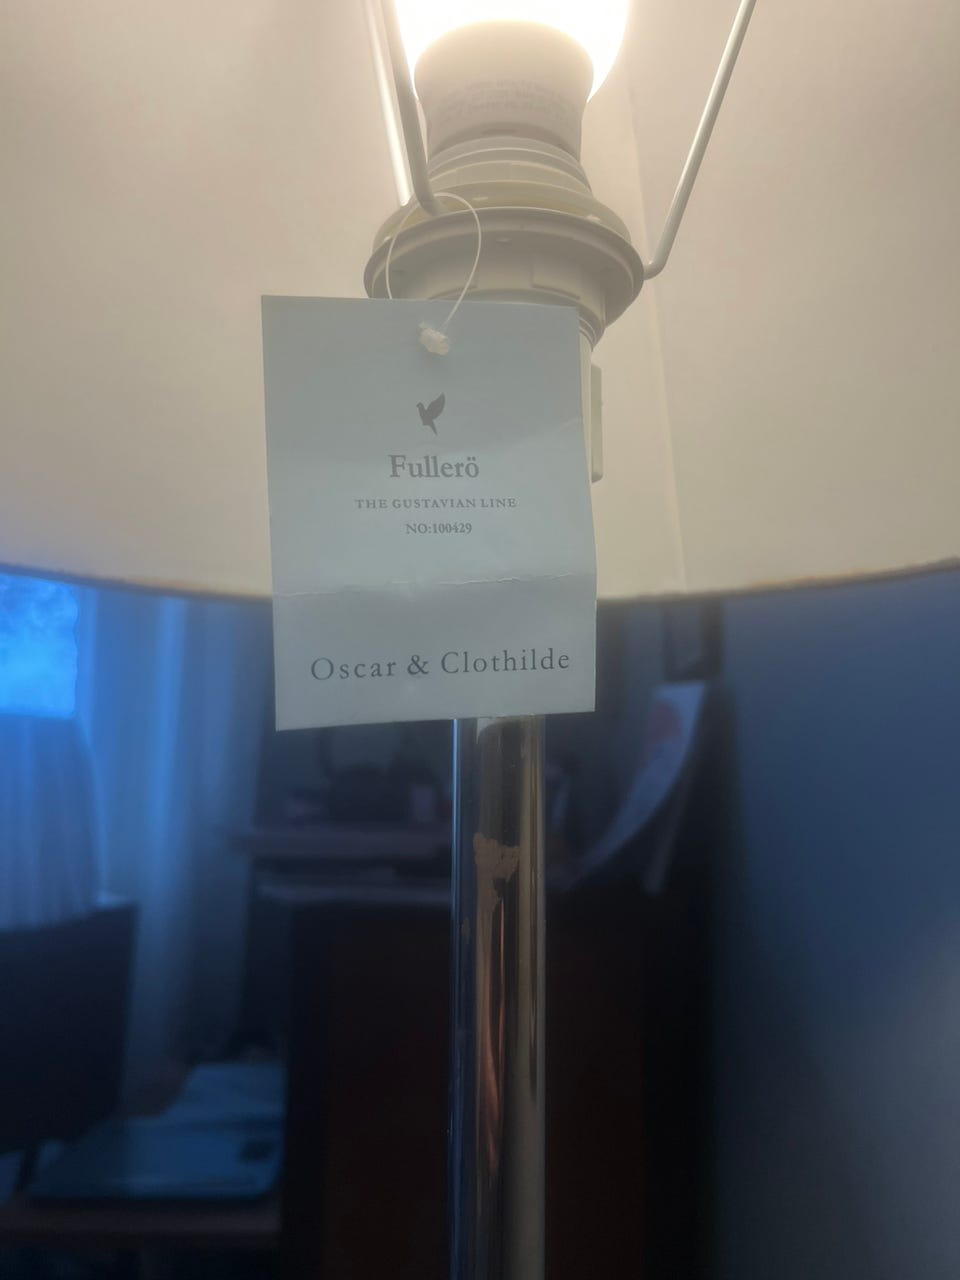 Fullerö
THE GUSTAVIAN LINE
NO:100429
Oscar & Clothilde